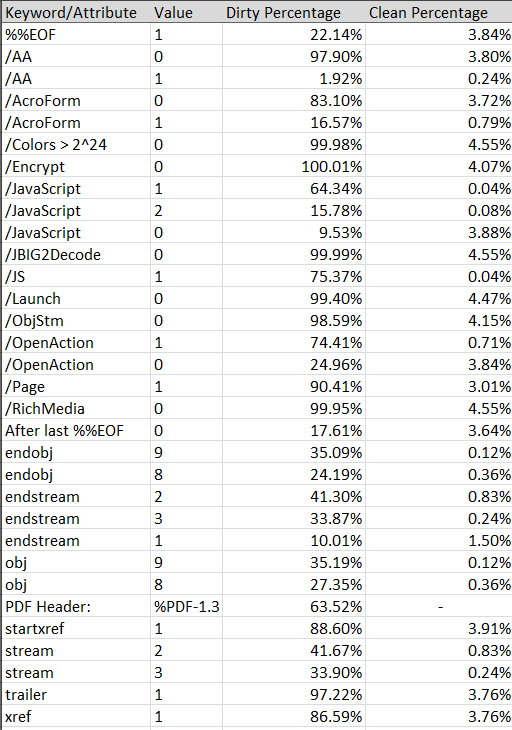 Keyword/Attribute Value Dirty Percentage Clean Percentage
%%EOF 1 22.14% 3.84%
/AA 0 97.90% 3.80%
/AA 1 1.92% 0.24%
/AcroForm 0 83.10% 3.72%
/AcroForm 1 16.57% 0.79%
/Colors > 2^24 0 99.98% 4.55%
/Encrypt 0 100.01% 4.07%
/JavaScript 1 64.34% 0.04%
/JavaScript 2 15.78% 0.08%
/JavaScript 0 9.53% 3.88%
/JBIG2Decode 0 99.99% 4.55%
/JS 1 75.37% 0.04%
/Launch 0 99.40% 4.47%
/ObjStm 0 98.59% 4.15%
/OpenAction 1 74.41% 0.71%
/OpenAction 0 24.96% 3.84%
/Page 1 90.41% 3.01%
/RichMedia 0 99.95% 4.55%
After last %%EOF 0 17.61% 3.64%
endobj 9 35.09% 0.12%
endobj 8 24.19% 0.36%
endstream 2 41.30% 0.83%
endstream 3 33.87% 0.24%
endstream 1 10.01% 1.50%
obj 9 35.19% 0.12%
obj 8 27.35% 0.36%
PDF Header: %PDF-1.3 63.52% -
startxref 1 88.60% 3.91%
stream 2 41.67% 0.83%
stream 3 33.90% 0.24%
trailer 1 97.22% 3.76%
xref 1 86.59% 3.76%